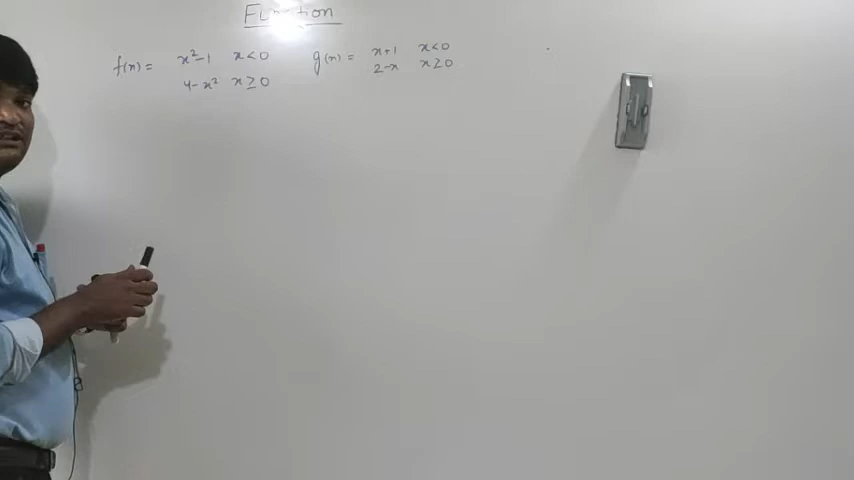 Function
f(x) = x²-1 x<0 g(x) = x+1 x<0
4-x² x≥0 2-x x≥0